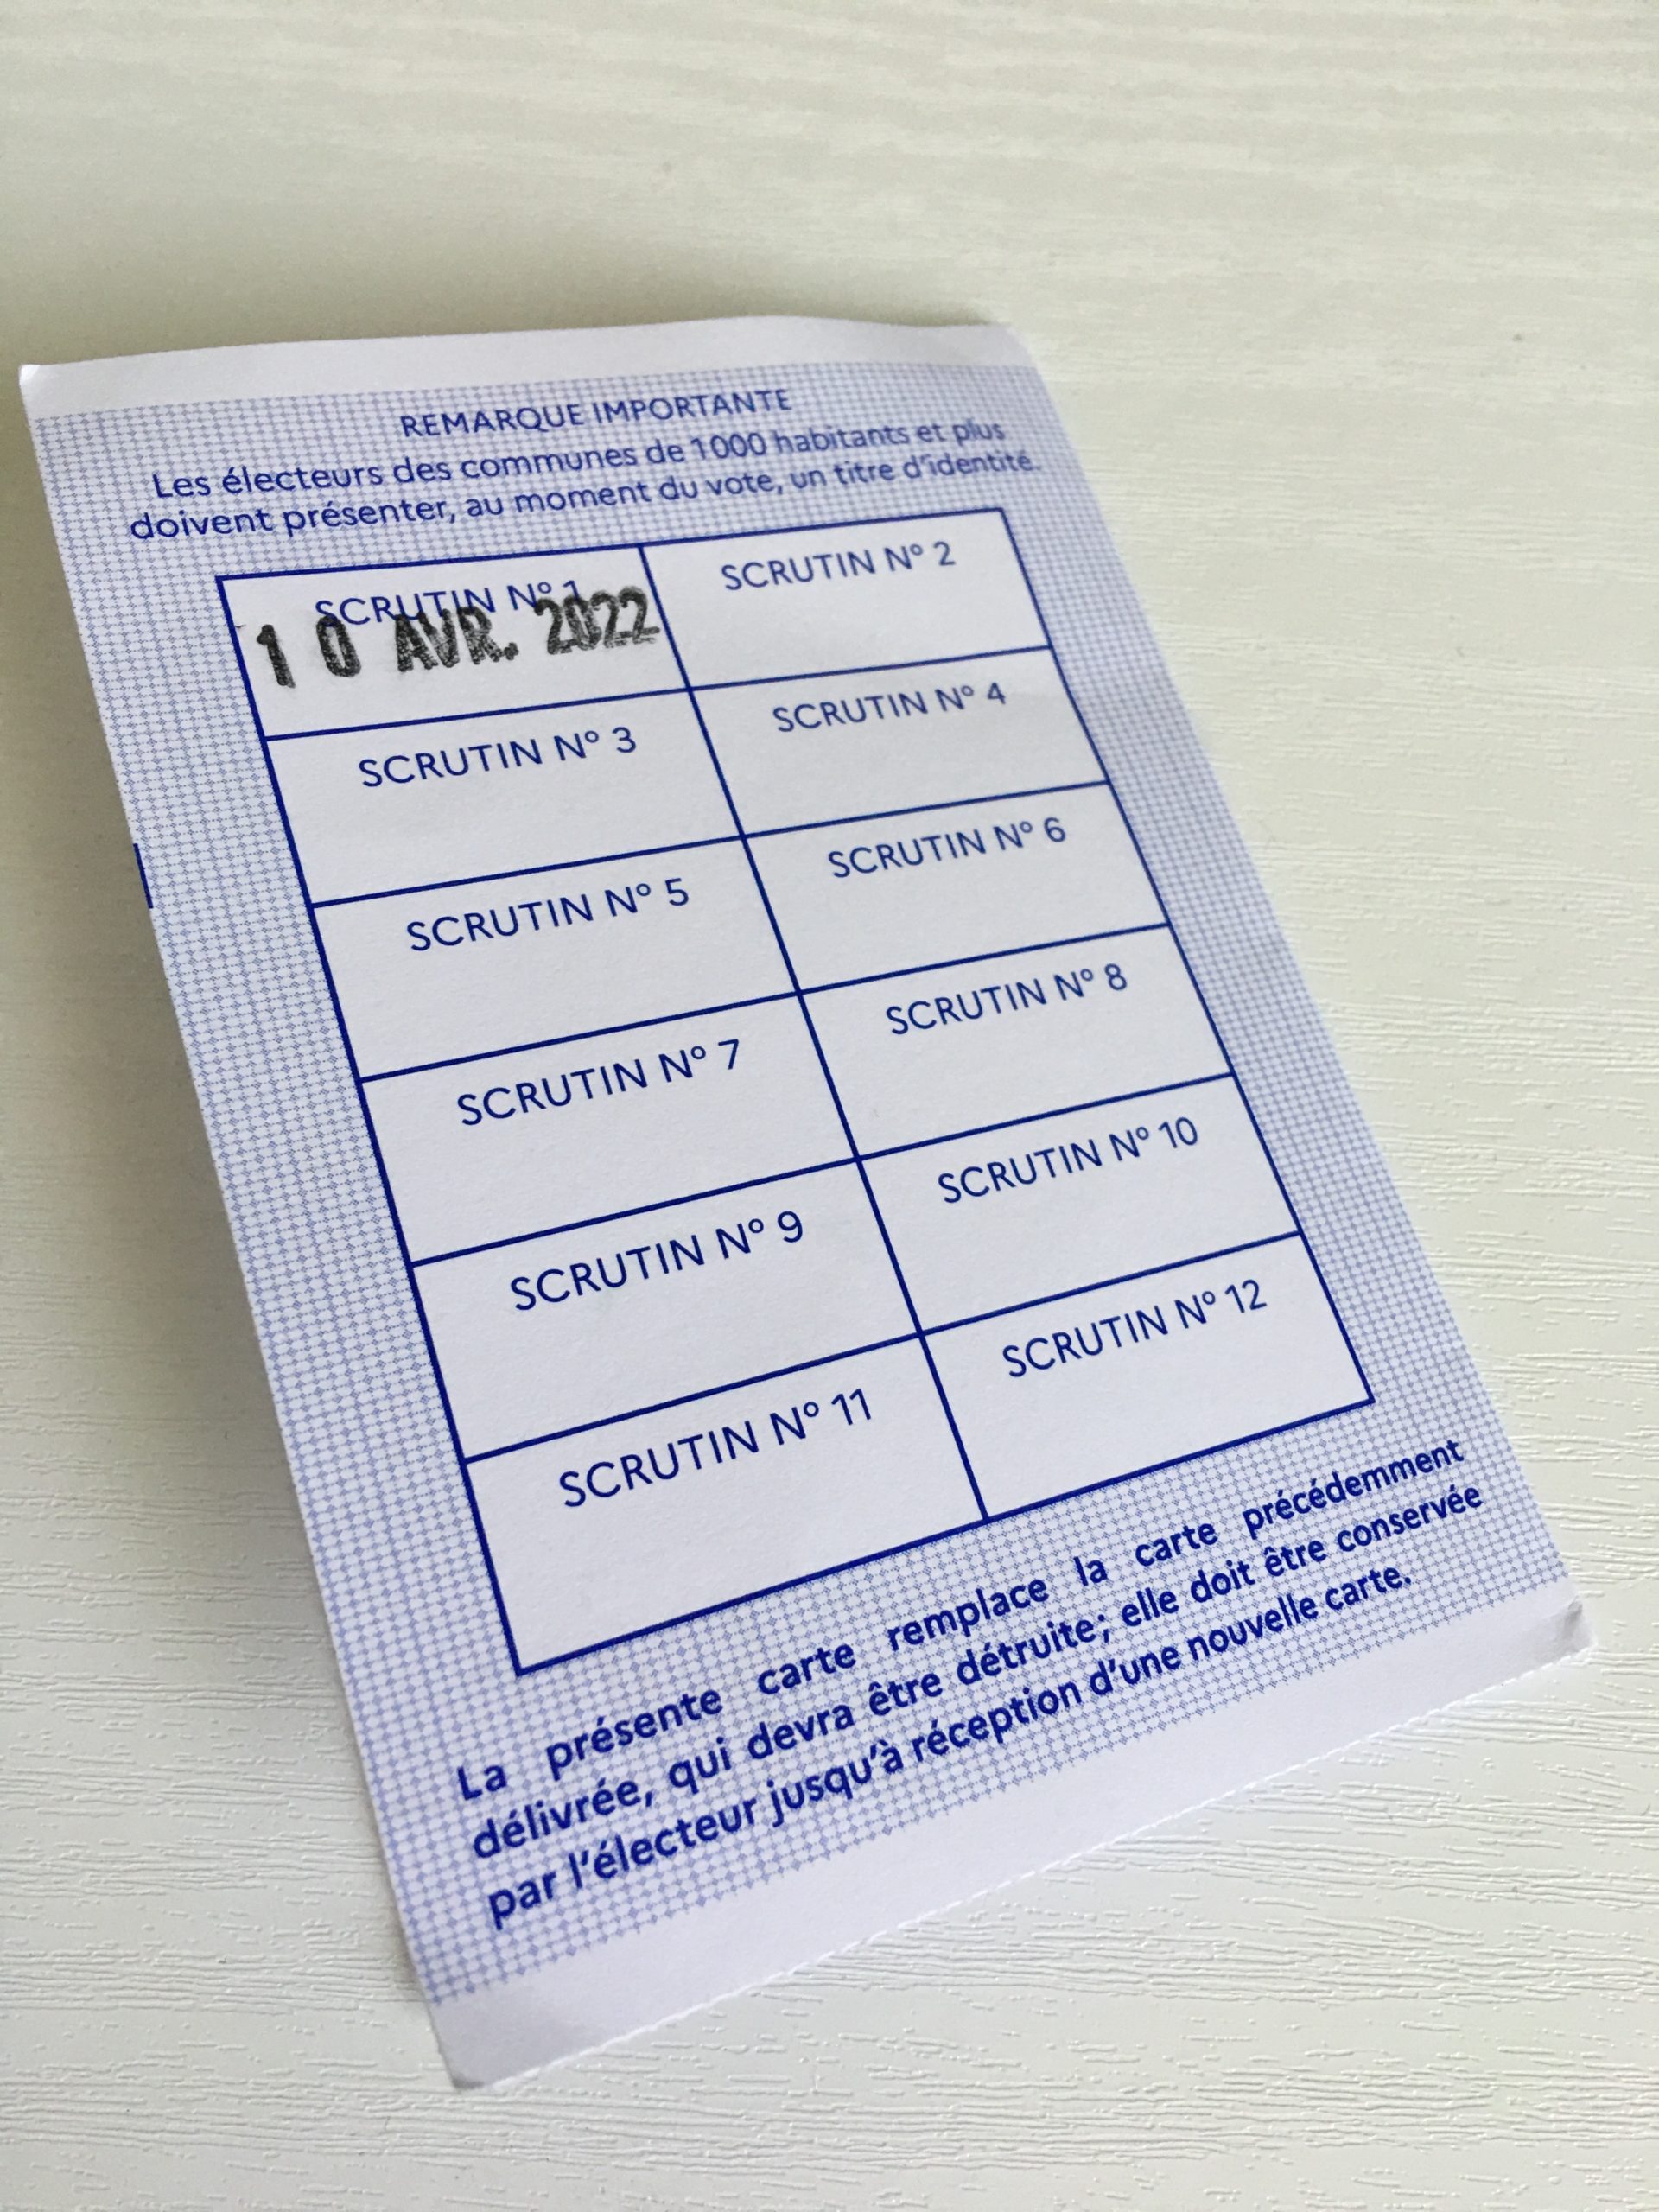 REMARQUE IMPORTANTE
Les électeurs des communes de 1000 habitants et plus
doivent présenter, au moment du vote, un titre d'identité.
SCRUTIN N° 1
10 AVR. 2022
SCRUTIN N° 2
SCRUTIN N° 3
SCRUTIN N° 4
SCRUTIN N° 5
SCRUTIN N° 6
SCRUTIN N° 7
SCRUTIN N° 8
SCRUTIN N° 9
SCRUTIN N° 10
SCRUTIN N° 11
SCRUTIN N° 12
La présente carte remplace la carte précédemment
délivrée, qui devra être détruite; elle doit être conservée
par l'électeur jusqu'à réception d'une nouvelle carte.